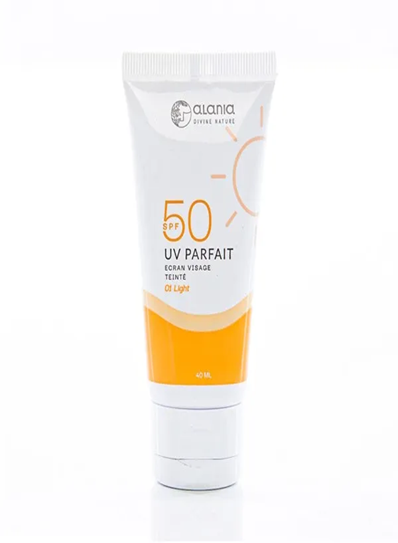 alania
DIVINE NATURE
SPF 50
UV PARFAIT
ECRAN VISAGE
TEINTÉ
01 Light
40 ML